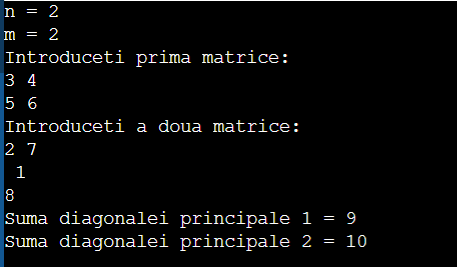 n = 2
m = 2
Introduceti prima matrice:
3 4
5 6
Introduceti a doua matrice:
2 7
 1
8
Suma diagonalei principale 1 = 9
Suma diagonalei principale 2 = 10